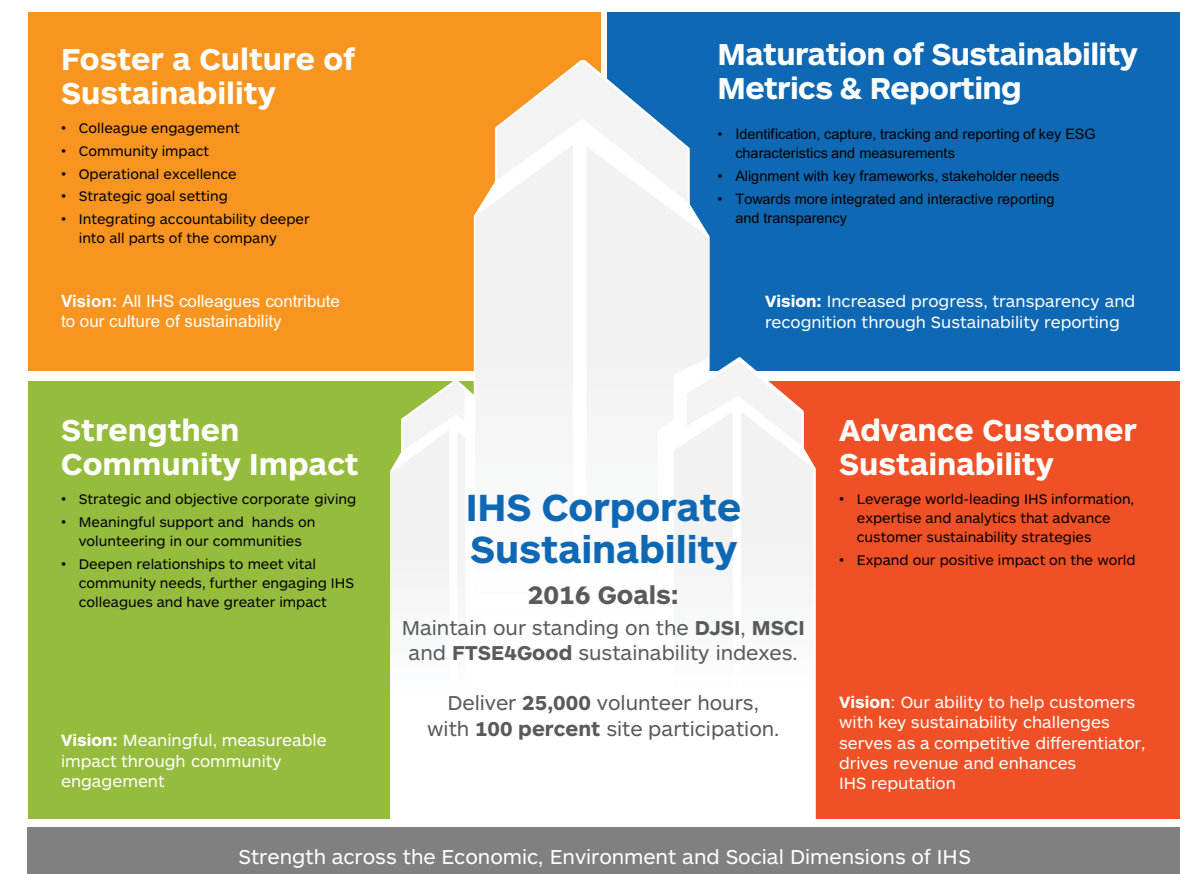 Foster a Culture of
Sustainability
• Colleague engagement
• Community impact
• Operational excellence
• Strategic goal setting
• Integrating accountability deeper
into all parts of the company
Vision: All IHS colleagues contribute
to our culture of sustainability
Maturation of Sustainability
Metrics & Reporting
• Identification, capture, tracking and reporting of key ESG
characteristics and measurements
• Alignment with key frameworks, stakeholder needs
• Towards more integrated and interactive reporting
and transparency
Vision: Increased progress, transparency and
recognition through Sustainability reporting
Strengthen
Community Impact
• Strategic and objective corporate giving
• Meaningful support and hands on
volunteering in our communities
• Deepen relationships to meet vital
community needs, further engaging IHS
colleagues and have greater impact
Vision: Meaningful, measureable
impact through community
engagement
IHS Corporate
Sustainability
2016 Goals:
Maintain our standing on the DJSI, MSCI
and FTSE4Good sustainability indexes.
Deliver 25,000 volunteer hours,
with 100 percent site participation.
Advance Customer
Sustainability
• Leverage world-leading IHS information,
expertise and analytics that advance
customer sustainability strategies
• Expand our positive impact on the world
Vision: Our ability to help customers
with key sustainability challenges
serves as a competitive differentiator,
drives revenue and enhances
IHS reputation
Strength across the Economic, Environment and Social Dimensions of IHS